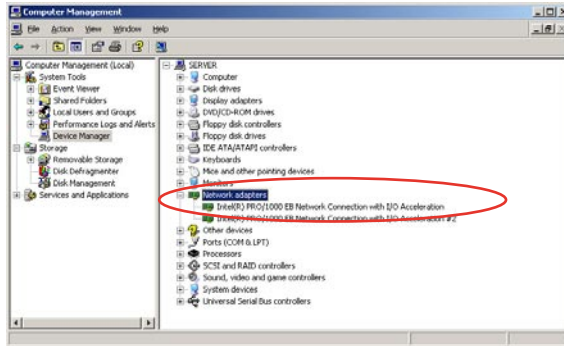 Computer Management
File Action View Window Help
Computer Management (Local)
System Tools
Event Viewer
Shared Folders
Local Users and Groups
Performance Logs and Alerts
Device Manager
Storage
Removable Storage
Disk Defragmenter
Disk Management
Services and Applications
SERVER
Computer
Disk drives
Display adapters
DVD/CD-ROM drives
Floppy disk controllers
Floppy disk drives
IDE ATA/ATAPI controllers
Keyboards
Mice and other pointing devices
Monitors
Network adapters
Intel(R) PRO/1000 EB Network Connection with I/O Acceleration
Intel(R) PRO/1000 EB Network Connection with I/O Acceleration #2
Other devices
Ports (COM & LPT)
Processors
SCSI and RAID controllers
Sound, video and game controllers
System devices
Universal Serial Bus controllers